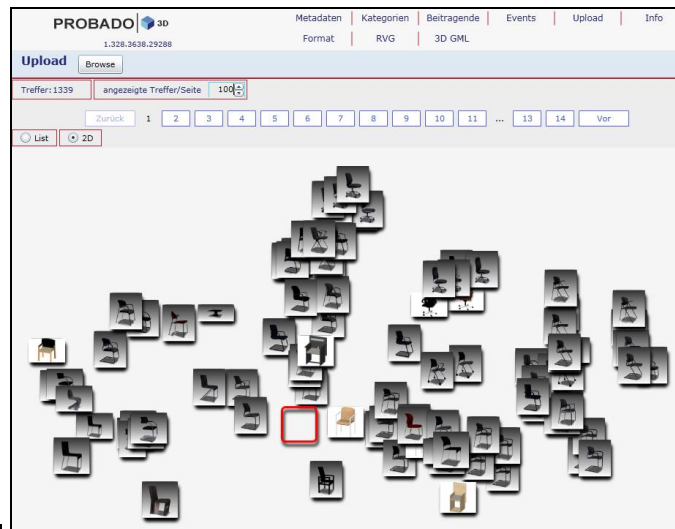 PROBADO 3D
1.328.3638.29288
Metadaten Kategorien Beitragende Events Upload Info
Format RVG 3D GML
Upload Browse
Treffer:1339 angezeigte Treffer/Seite 100
Zurück 1 2 3 4 5 6 7 8 9 10 11 ... 13 14 Vor
List 2D